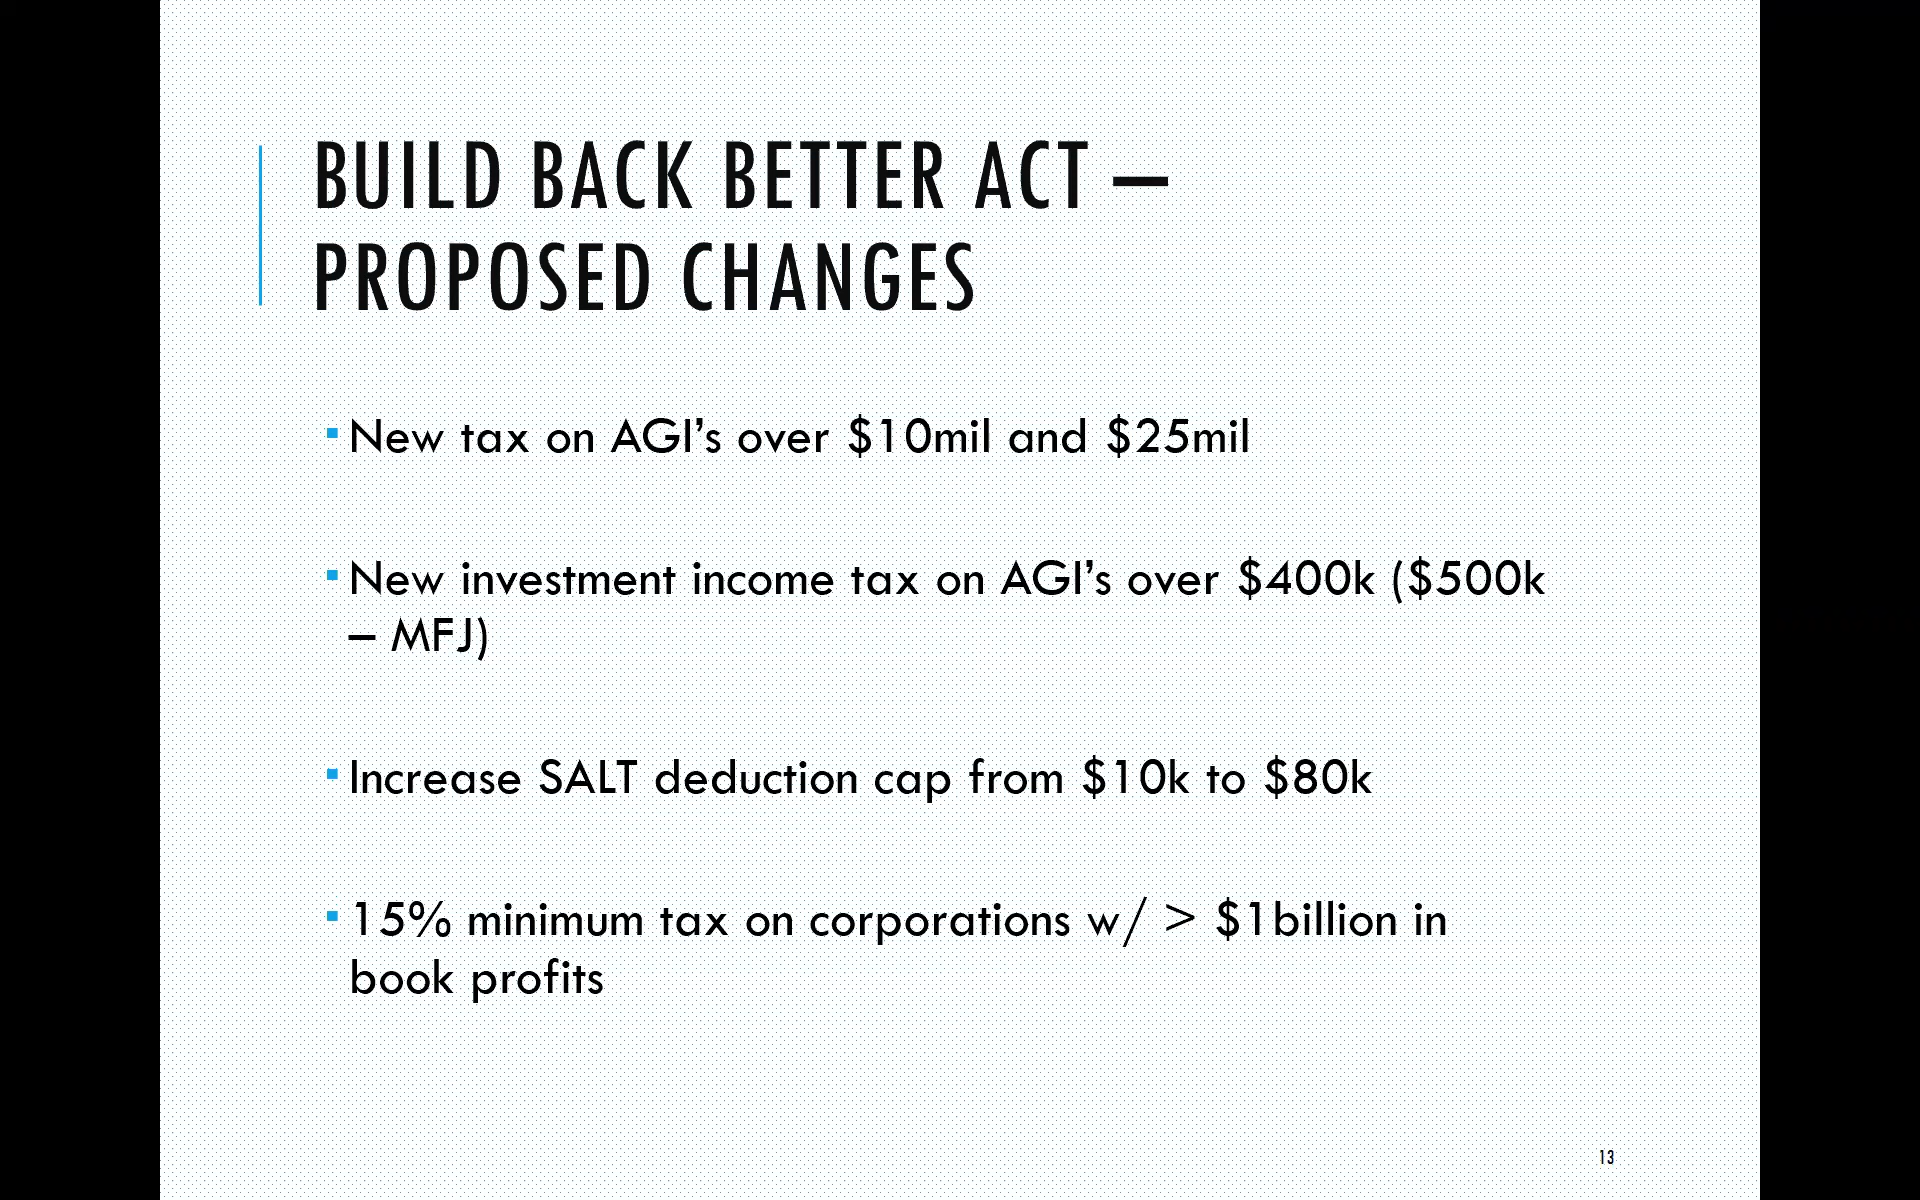 BUILD BACK BETTER ACT –
PROPOSED CHANGES
▪ New tax on AGI’s over $10mil and $25mil
▪ New investment income tax on AGI’s over $400k ($500k
– MFJ)
▪ Increase SALT deduction cap from $10k to $80k
▪ 15% minimum tax on corporations w/ > $1billion in
book profits
13